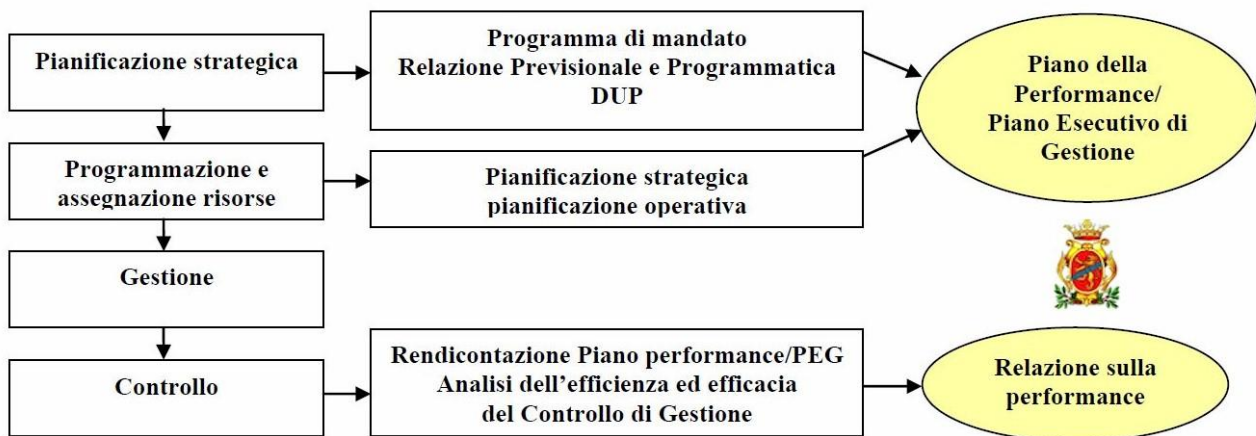 Pianificazione strategica
Programma di mandato
Relazione Previsionale e Programmatica
DUP
Piano della
Performance/
Piano Esecutivo di
Gestione
Programmazione e
assegnazione risorse
Pianificazione strategica
pianificazione operativa
Gestione
Controllo
Rendicontazione Piano performance/PEG
Analisi dell’efficienza ed efficacia
del Controllo di Gestione
Relazione sulla
performance